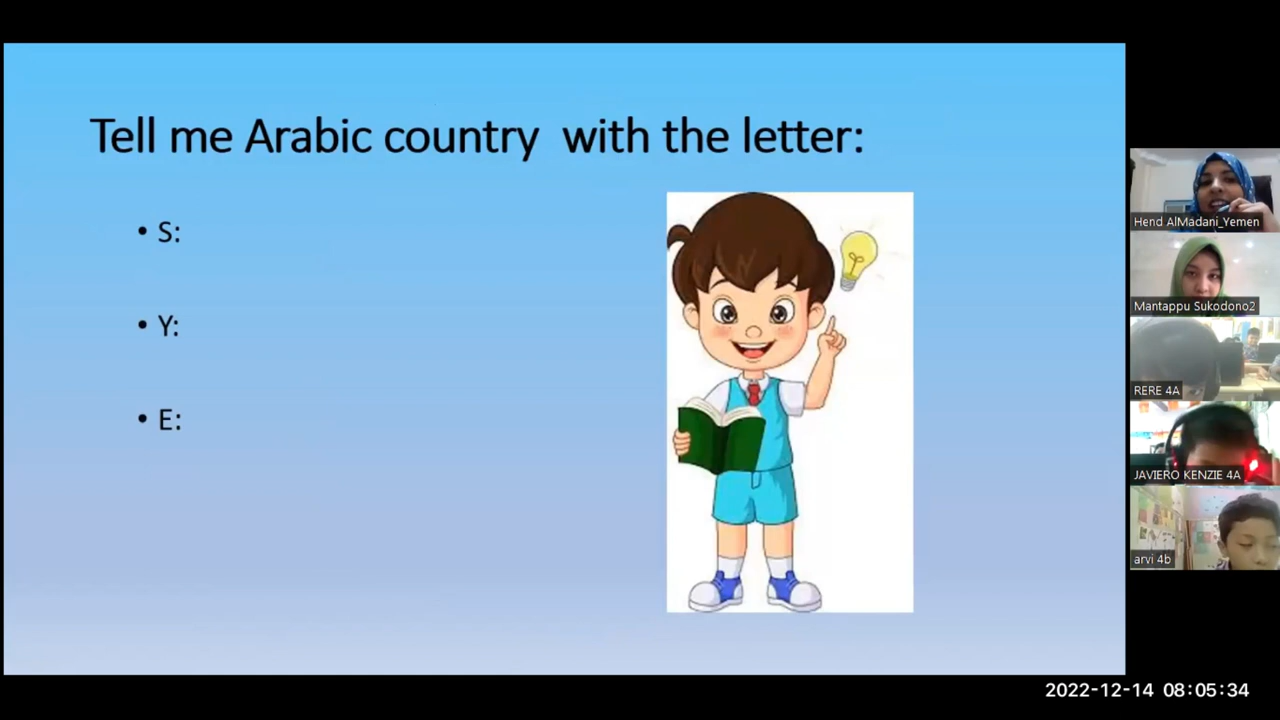 Tell me Arabic country with the letter:
• S:
• Y:
• E:
Hend AlMadani_Yemen
Mantappu Sukodono2
RERE 4A
JAVIERO KENZIE 4A
arvi 4b
2022-12-14 08:05:34